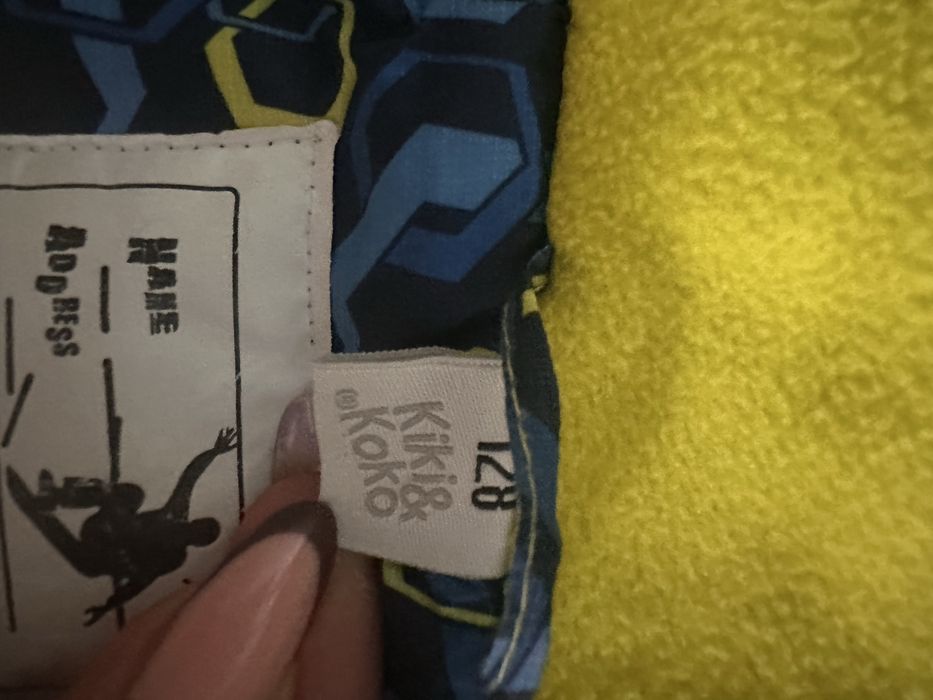 NAME
ADDRESS
128
Kiki&
Koko®